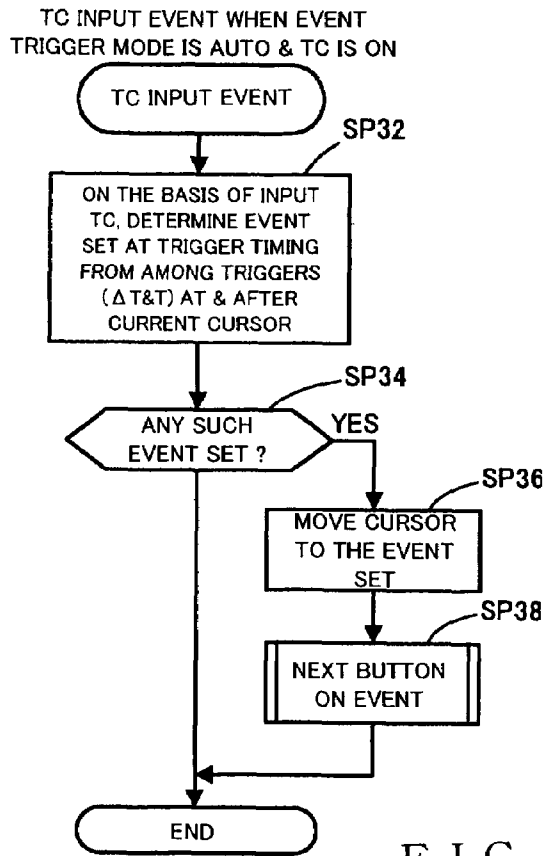 TC INPUT EVENT WHEN EVENT
TRIGGER MODE IS AUTO & TC IS ON
TC INPUT EVENT
SP32
ON THE BASIS OF INPUT
TC, DETERMINE EVENT
SET AT TRIGGER TIMING
FROM AMONG TRIGGERS
(ΔT&T) AT & AFTER
CURRENT CURSOR
SP34
ANY SUCH
EVENT SET ?
YES
SP36
MOVE CURSOR
TO THE EVENT
SET
SP38
NEXT BUTTON
ON EVENT
END